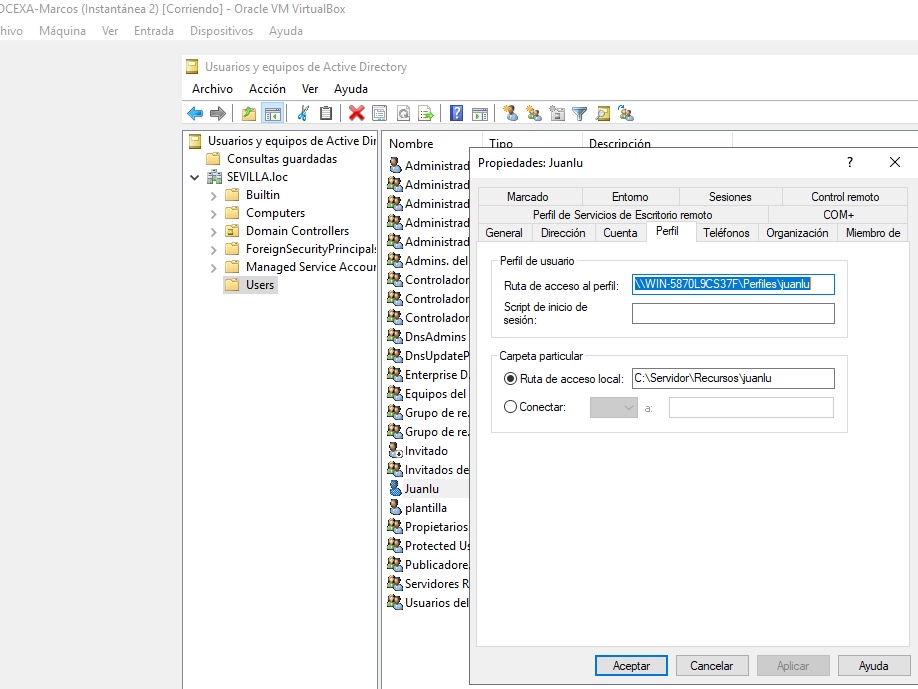 OCEXA-Marcos (Instantánea 2) [Corriendo] - Oracle VM VirtualBox
hivo Máquina Ver Entrada Dispositivos Ayuda
Usuarios y equipos de Active Directory
Archivo Acción Ver Ayuda
Usuarios y equipos de Active Dir
Consultas guardadas
SEVILLA.loc
Builtin
Computers
Domain Controllers
ForeignSecurityPrincipals
Managed Service Accour
Users
Nombre Tipo Descripción
Administrad
Administrad
Administrad
Administrad
Administrad
Admins. del
Controlador
Controlador
Controlador
DnsAdmins
DnsUpdateP
Enterprise D.
Equipos del
Grupo de re.
Grupo de re.
Invitado
Invitados de
Juanlu
plantilla
Propietarios
Protected Us
Publicadore.
Servidores R
Usuarios del
Propiedades: Juanlu ? ✕
Marcado Entorno Sesiones Control remoto
Perfil de Servicios de Escritorio remoto COM+
General Dirección Cuenta Perfil Teléfonos Organización Miembro de
Perfil de usuario
Ruta de acceso al perfil: \\WIN-5870L9CS37F\Perfiles\juanlu
Script de inicio de
sesión:
Carpeta particular
Ruta de acceso local: C:\Servidor\Recursos\juanlu
Conectar: a:
Aceptar Cancelar Aplicar Ayuda